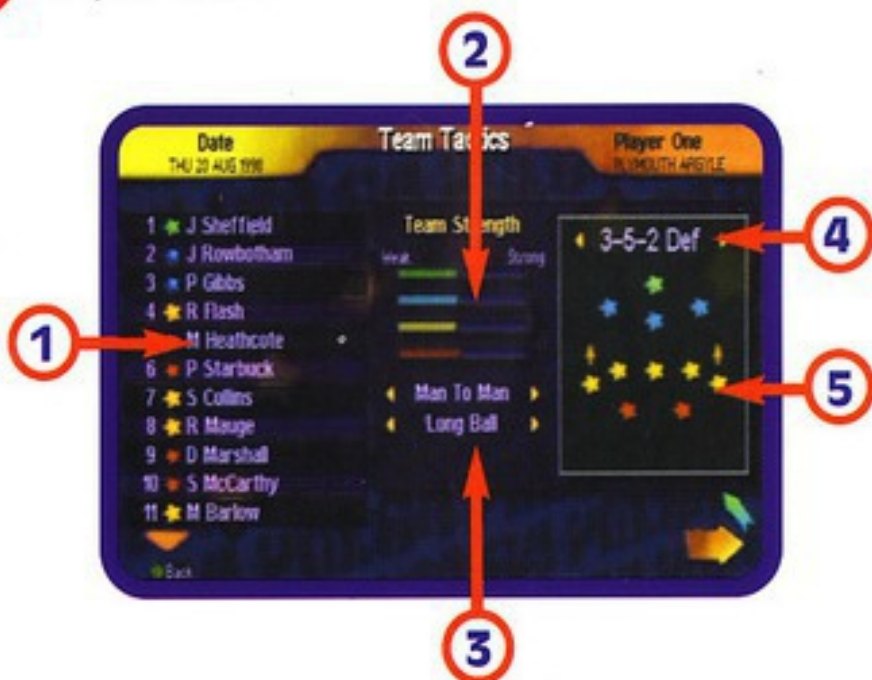 2
Date
THU 20 AUG 1998
Team Tactics
Player One
PLYMOUTH ARGYLE
1 J Sheffield
2 J Rowbotham
3 P Gibbs
4 R Flash
M Heathcote
6 P Starbuck
7 S Collins
8 R Mauge
9 D Marshall
10 S McCarthy
11 M Barlow
Back
Team Strength
Weak Strong
Man To Man
Long Ball
3-5-2 Def
1
4
5
3